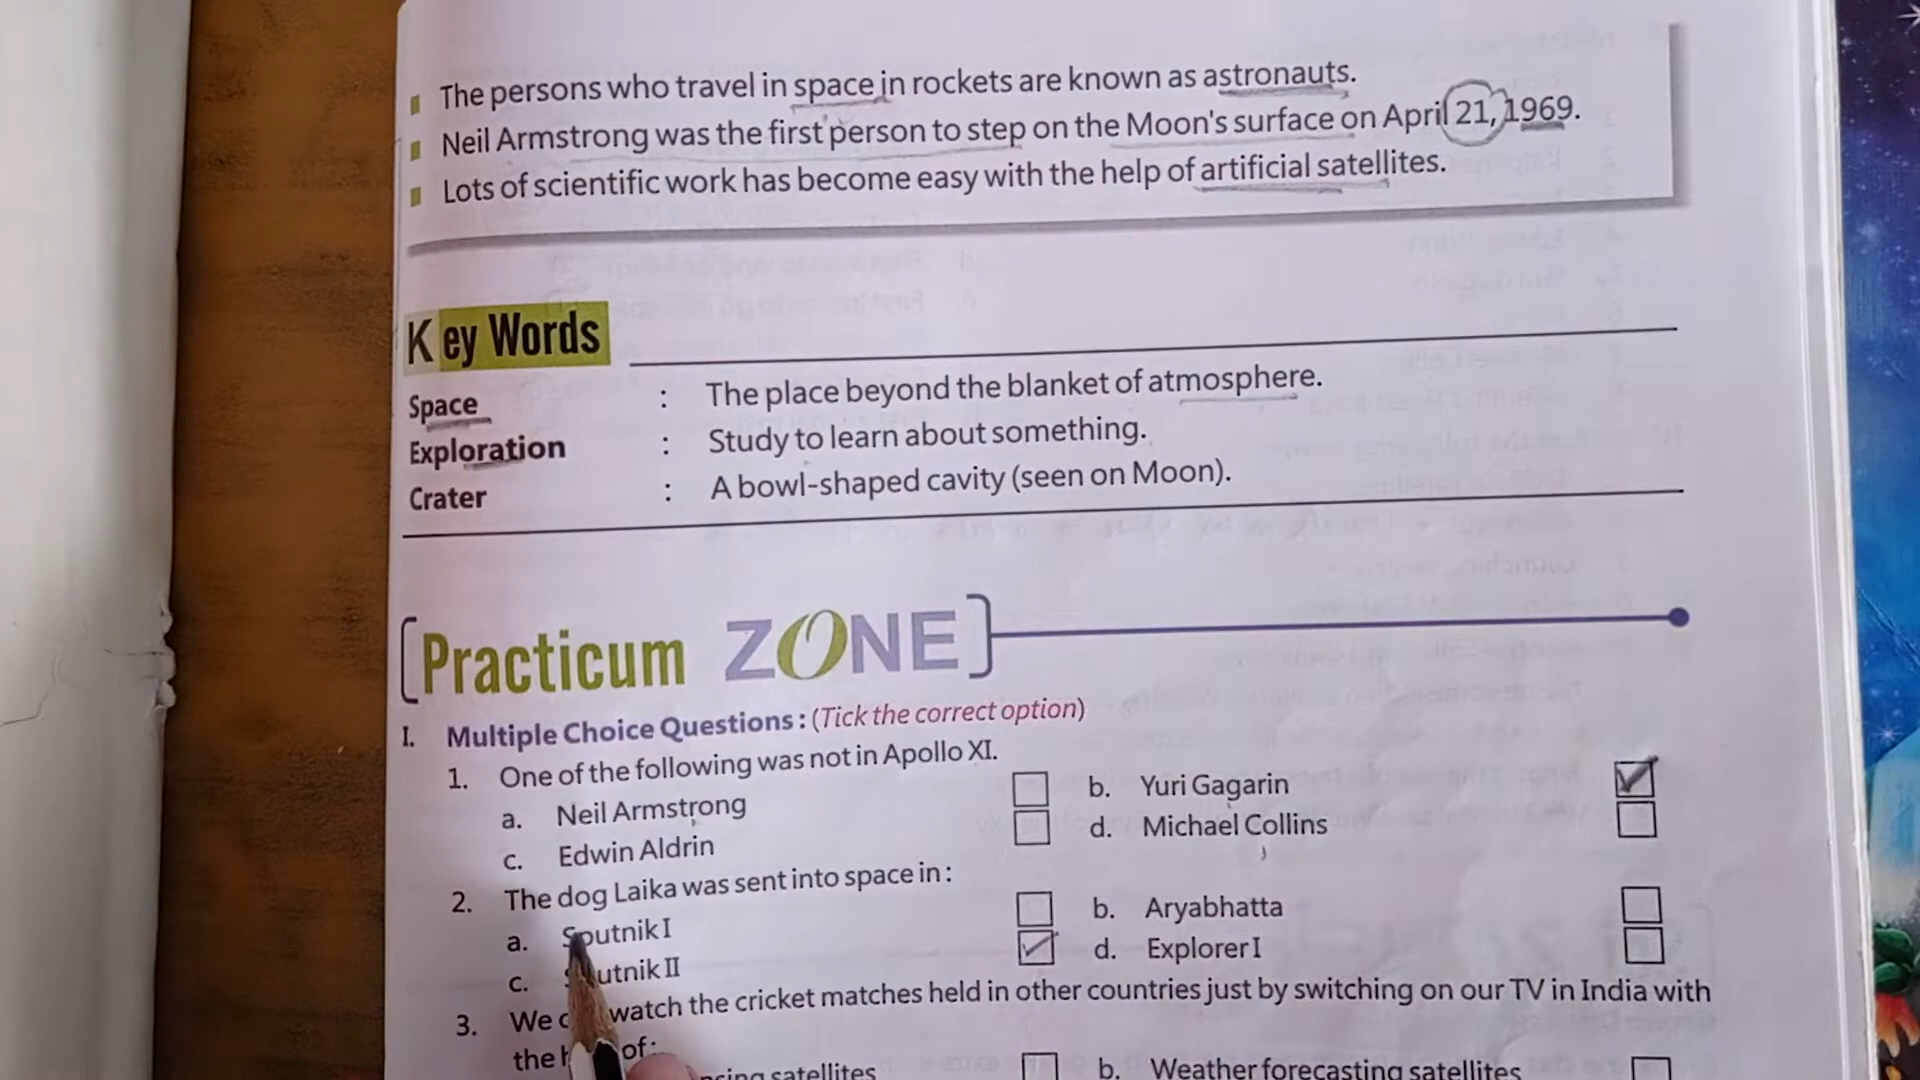 The persons who travel in space in rockets are known as astronauts.
Neil Armstrong was the first person to step on the Moon's surface on April 21, 1969.
Lots of scientific work has become easy with the help of artificial satellites.
Key Words
Space : The place beyond the blanket of atmosphere.
Exploration : Study to learn about something.
Crater : A bowl-shaped cavity (seen on Moon).
Practicum ZONE
I. Multiple Choice Questions : (Tick the correct option)
1. One of the following was not in Apollo XI.
a. Neil Armstrong b. Yuri Gagarin
c. Edwin Aldrin d. Michael Collins
2. The dog Laika was sent into space in :
a. Sputnik I b. Aryabhatta
c. Sputnik II d. Explorer I
3. We watch the cricket matches held in other countries just by switching on our TV in India with
the of:
satellites b. Weather forecasting satellites